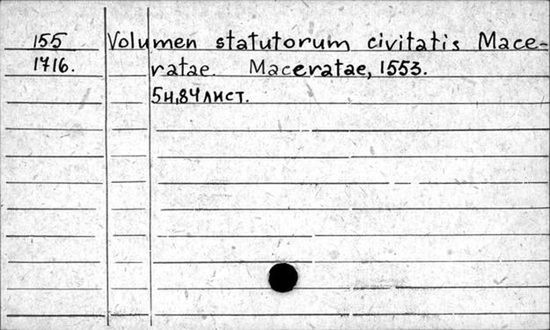 155 Volumen statutorum civitatis Mace-
1716. ratae. Maceratae, 1553.
5н,84лист.